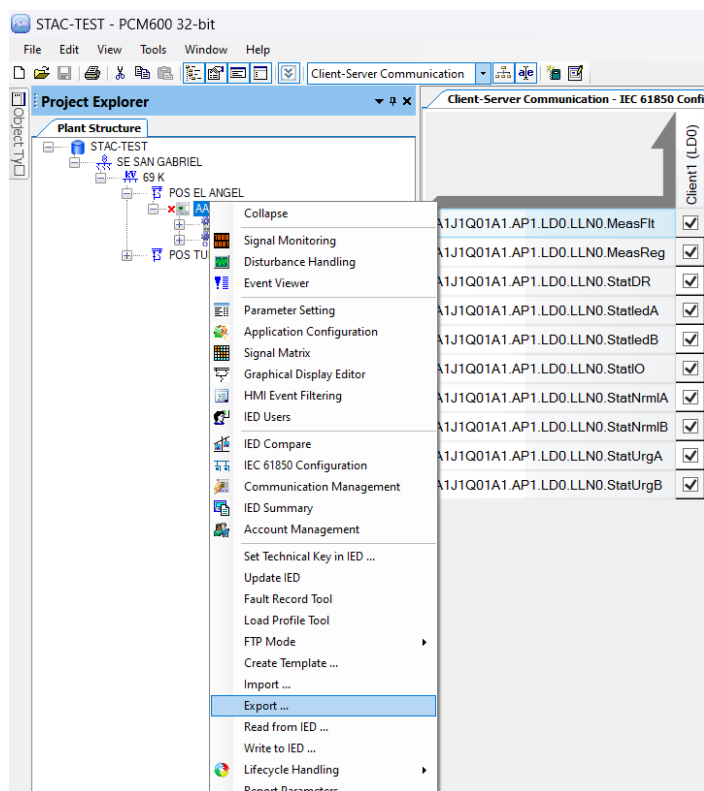 STAC-TEST - PCM600 32-bit
File Edit View Tools Window Help
Client-Server Communication
Object Ty
Project Explorer
Plant Structure
STAC-TEST
SE SAN GABRIEL
69 K
POS EL ANGEL
AA
POS TU
Client-Server Communication - IEC 61850 Confi
Client1 (LD0)
A1J1Q01A1.AP1.LD0.LLN0.MeasFlt
A1J1Q01A1.AP1.LD0.LLN0.MeasReg
A1J1Q01A1.AP1.LD0.LLN0.StatDR
A1J1Q01A1.AP1.LD0.LLN0.StatledA
A1J1Q01A1.AP1.LD0.LLN0.StatledB
A1J1Q01A1.AP1.LD0.LLN0.StatIO
A1J1Q01A1.AP1.LD0.LLN0.StatNrmlA
A1J1Q01A1.AP1.LD0.LLN0.StatNrmlB
A1J1Q01A1.AP1.LD0.LLN0.StatUrgA
A1J1Q01A1.AP1.LD0.LLN0.StatUrgB
Collapse
Signal Monitoring
Disturbance Handling
Event Viewer
Parameter Setting
Application Configuration
Signal Matrix
Graphical Display Editor
HMI Event Filtering
IED Users
IED Compare
IEC 61850 Configuration
Communication Management
IED Summary
Account Management
Set Technical Key in IED ...
Update IED
Fault Record Tool
Load Profile Tool
FTP Mode
Create Template ...
Import ...
Export ...
Read from IED ...
Write to IED ...
Lifecycle Handling
Report Parameters